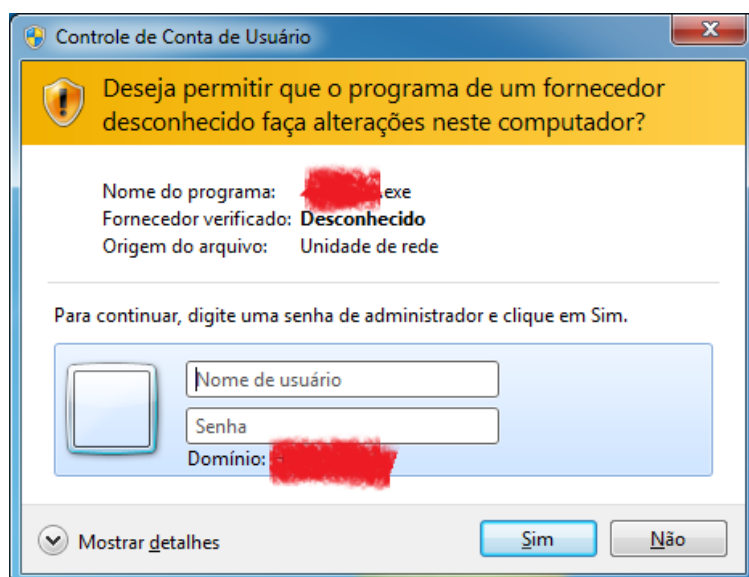 Controle de Conta de Usuário
Deseja permitir que o programa de um fornecedor
desconhecido faça alterações neste computador?
Nome do programa: .exe
Fornecedor verificado: Desconhecido
Origem do arquivo: Unidade de rede
Para continuar, digite uma senha de administrador e clique em Sim.
Nome de usuário
Senha
Domínio:
Mostrar detalhes
Sim
Não